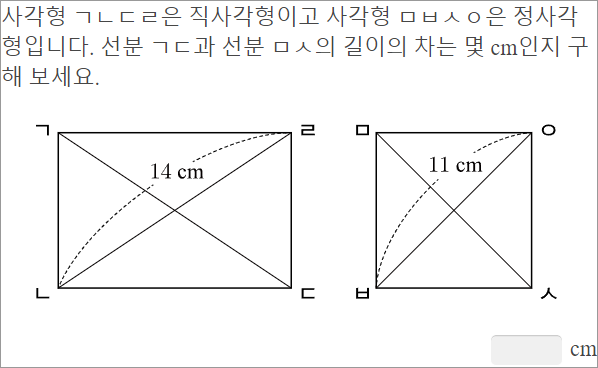 사각형 ㄱㄴㄷㄹ은 직사각형이고 사각형 ㅁㅂㅅㅇ은 정사각
형입니다. 선분 ㄱㄷ과 선분 ㅁㅅ의 길이의 차는 몇 cm인지 구
해 보세요.
ㄱ ㄹ ㅁ ㅇ
14 cm 11 cm
ㄴ ㄷ ㅂ ㅅ
cm